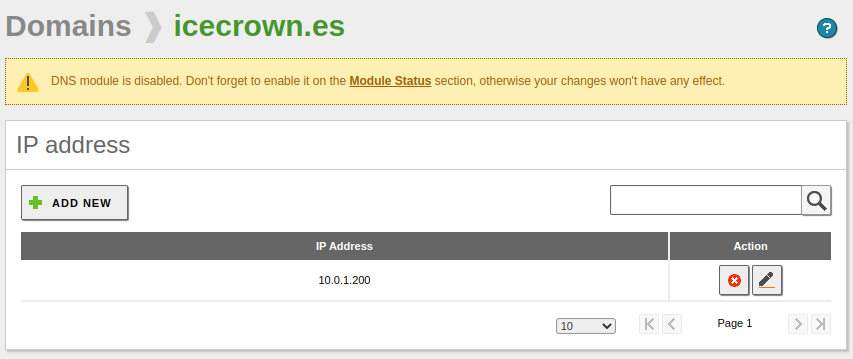 Domains icecrown.es
?
DNS module is disabled. Don't forget to enable it on the Module Status section, otherwise your changes won't have any effect.
IP address
ADD NEW
IP Address Action
10.0.1.200
10 Page 1